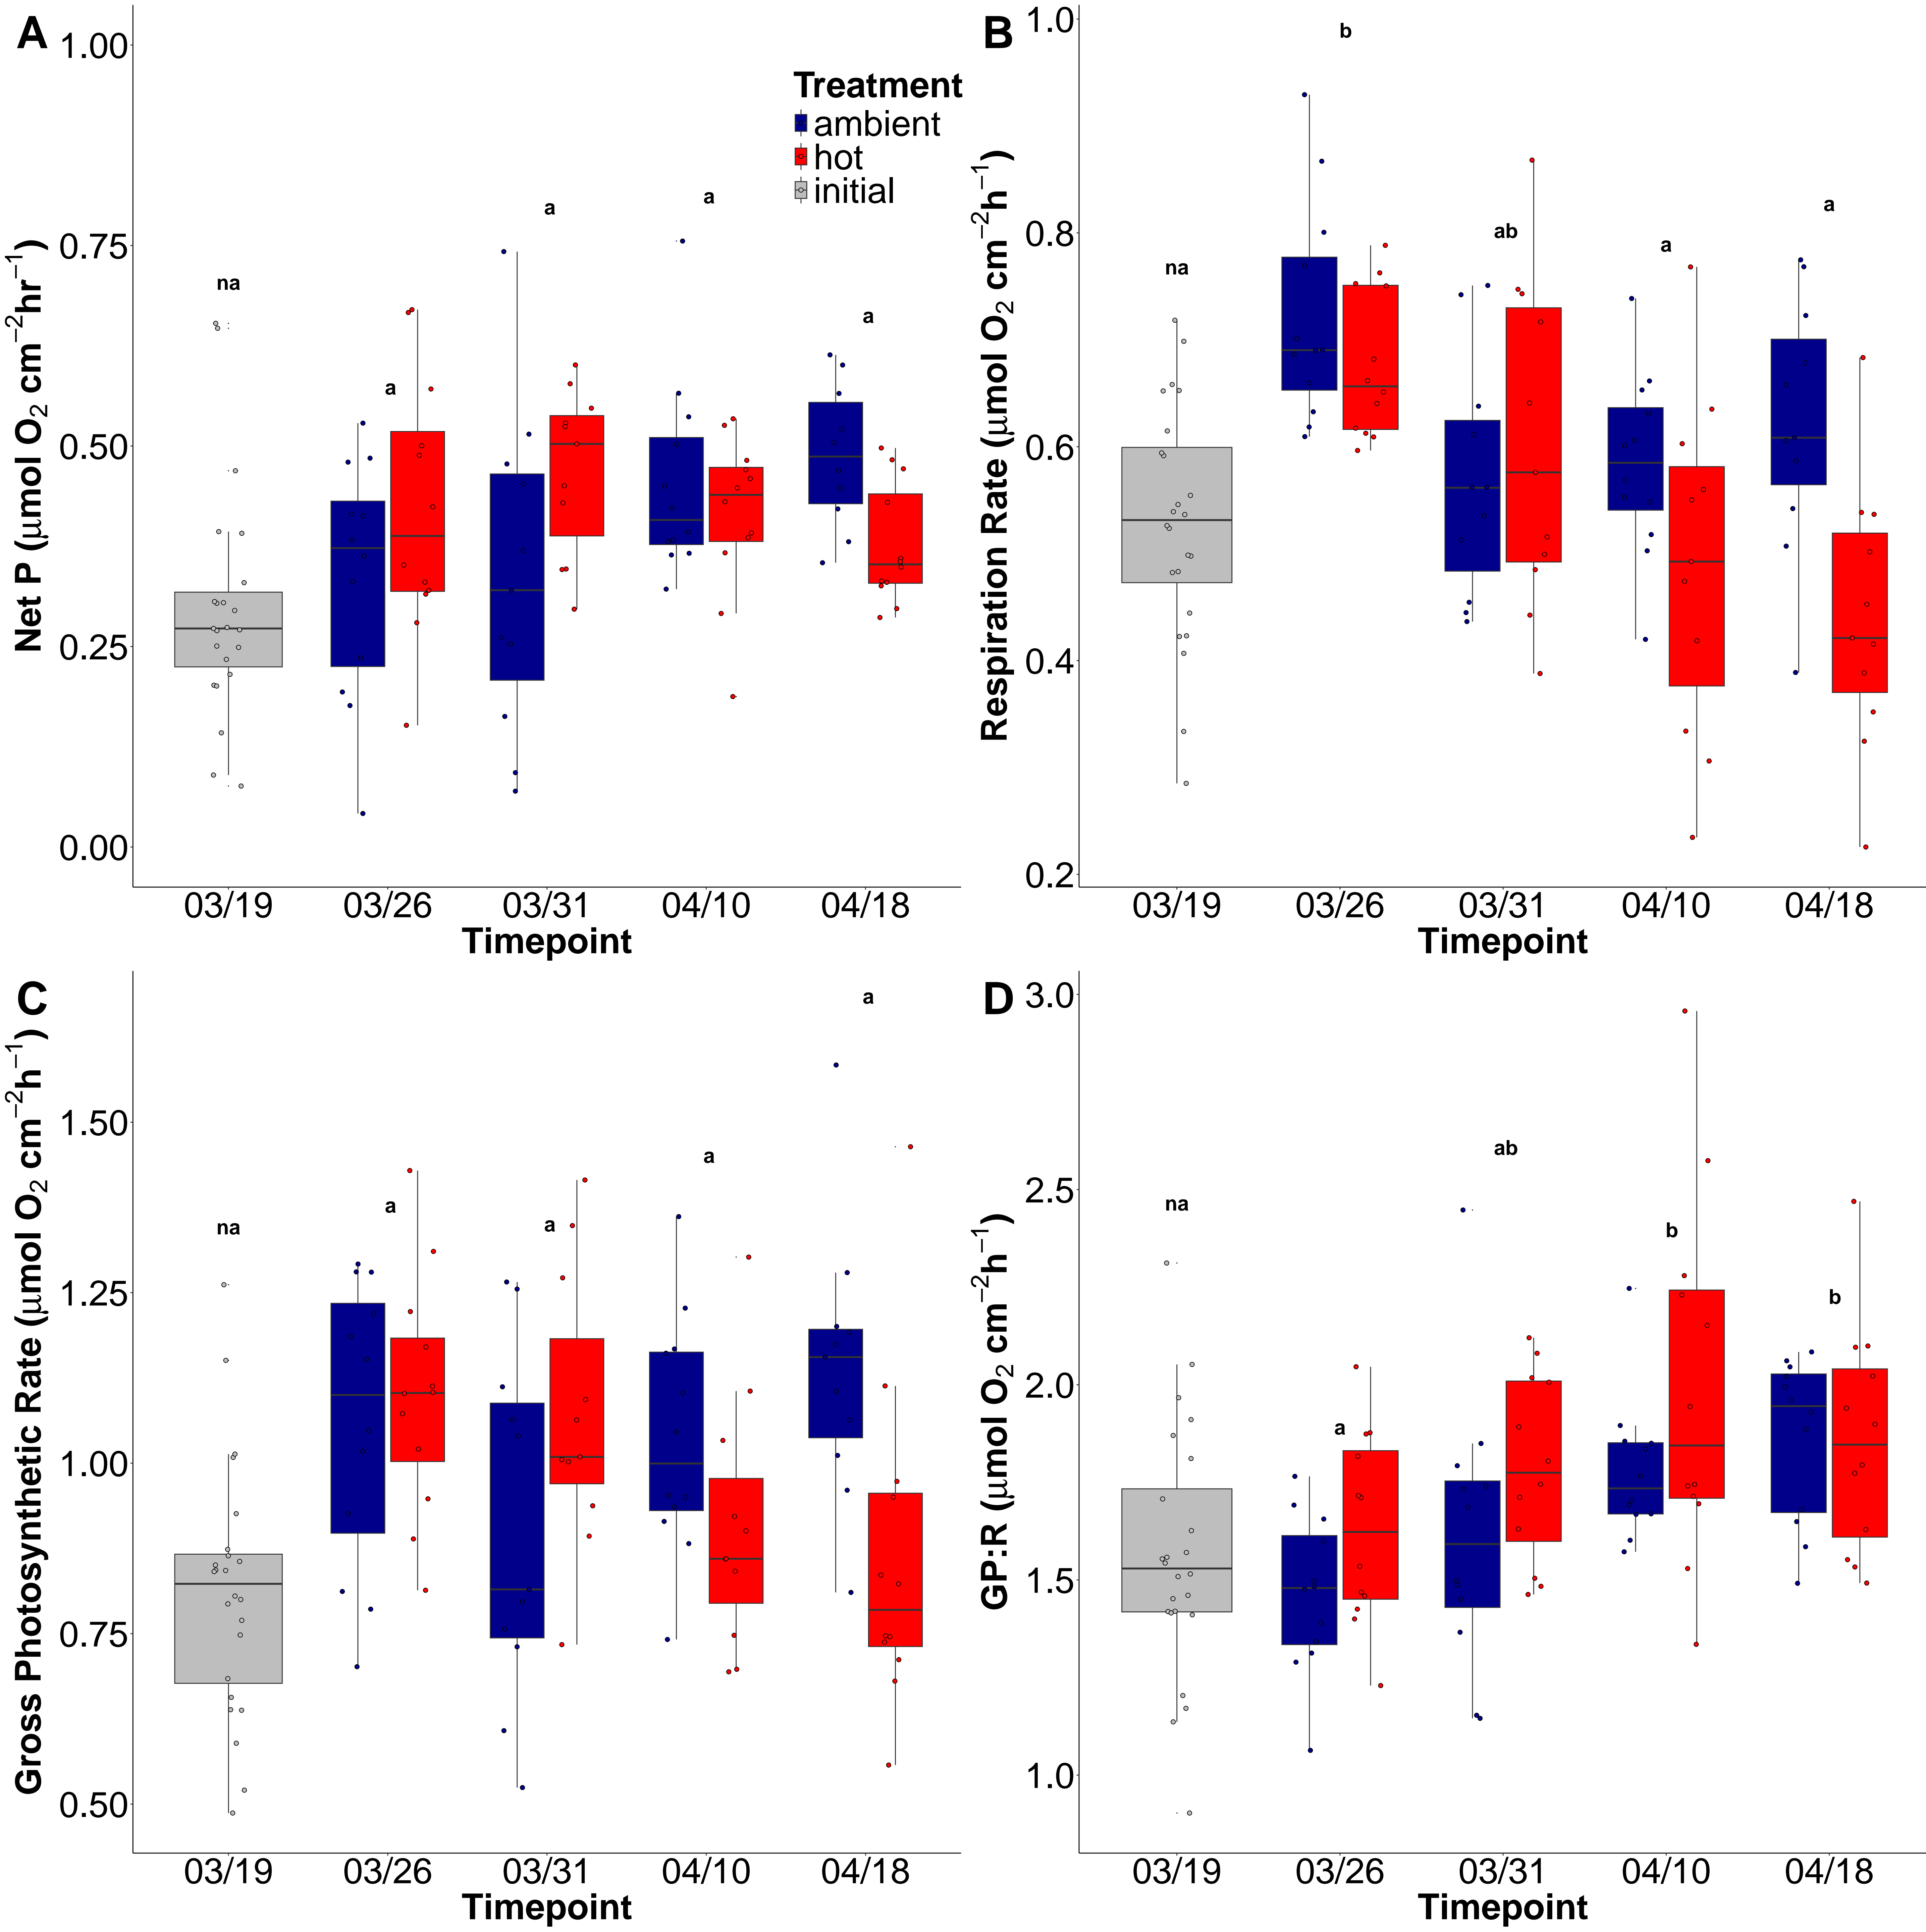 A
Net P (μmol O₂ cm⁻²hr⁻¹)
1.00
0.75
0.50
0.25
0.00
Treatment
ambient
hot
initial
na
a
a
a
a
03/19 03/26 03/31 04/10 04/18
Timepoint
B
Respiration Rate (μmol O₂ cm⁻²h⁻¹)
1.0
0.8
0.6
0.4
0.2
na
b
ab
a
a
03/19 03/26 03/31 04/10 04/18
Timepoint
C
Gross Photosynthetic Rate (μmol O₂ cm⁻²h⁻¹)
1.50
1.25
1.00
0.75
0.50
na
a
a
a
a
03/19 03/26 03/31 04/10 04/18
Timepoint
D
GP:R (μmol O₂ cm⁻²h⁻¹)
3.0
2.5
2.0
1.5
1.0
na
a
ab
b
b
03/19 03/26 03/31 04/10 04/18
Timepoint